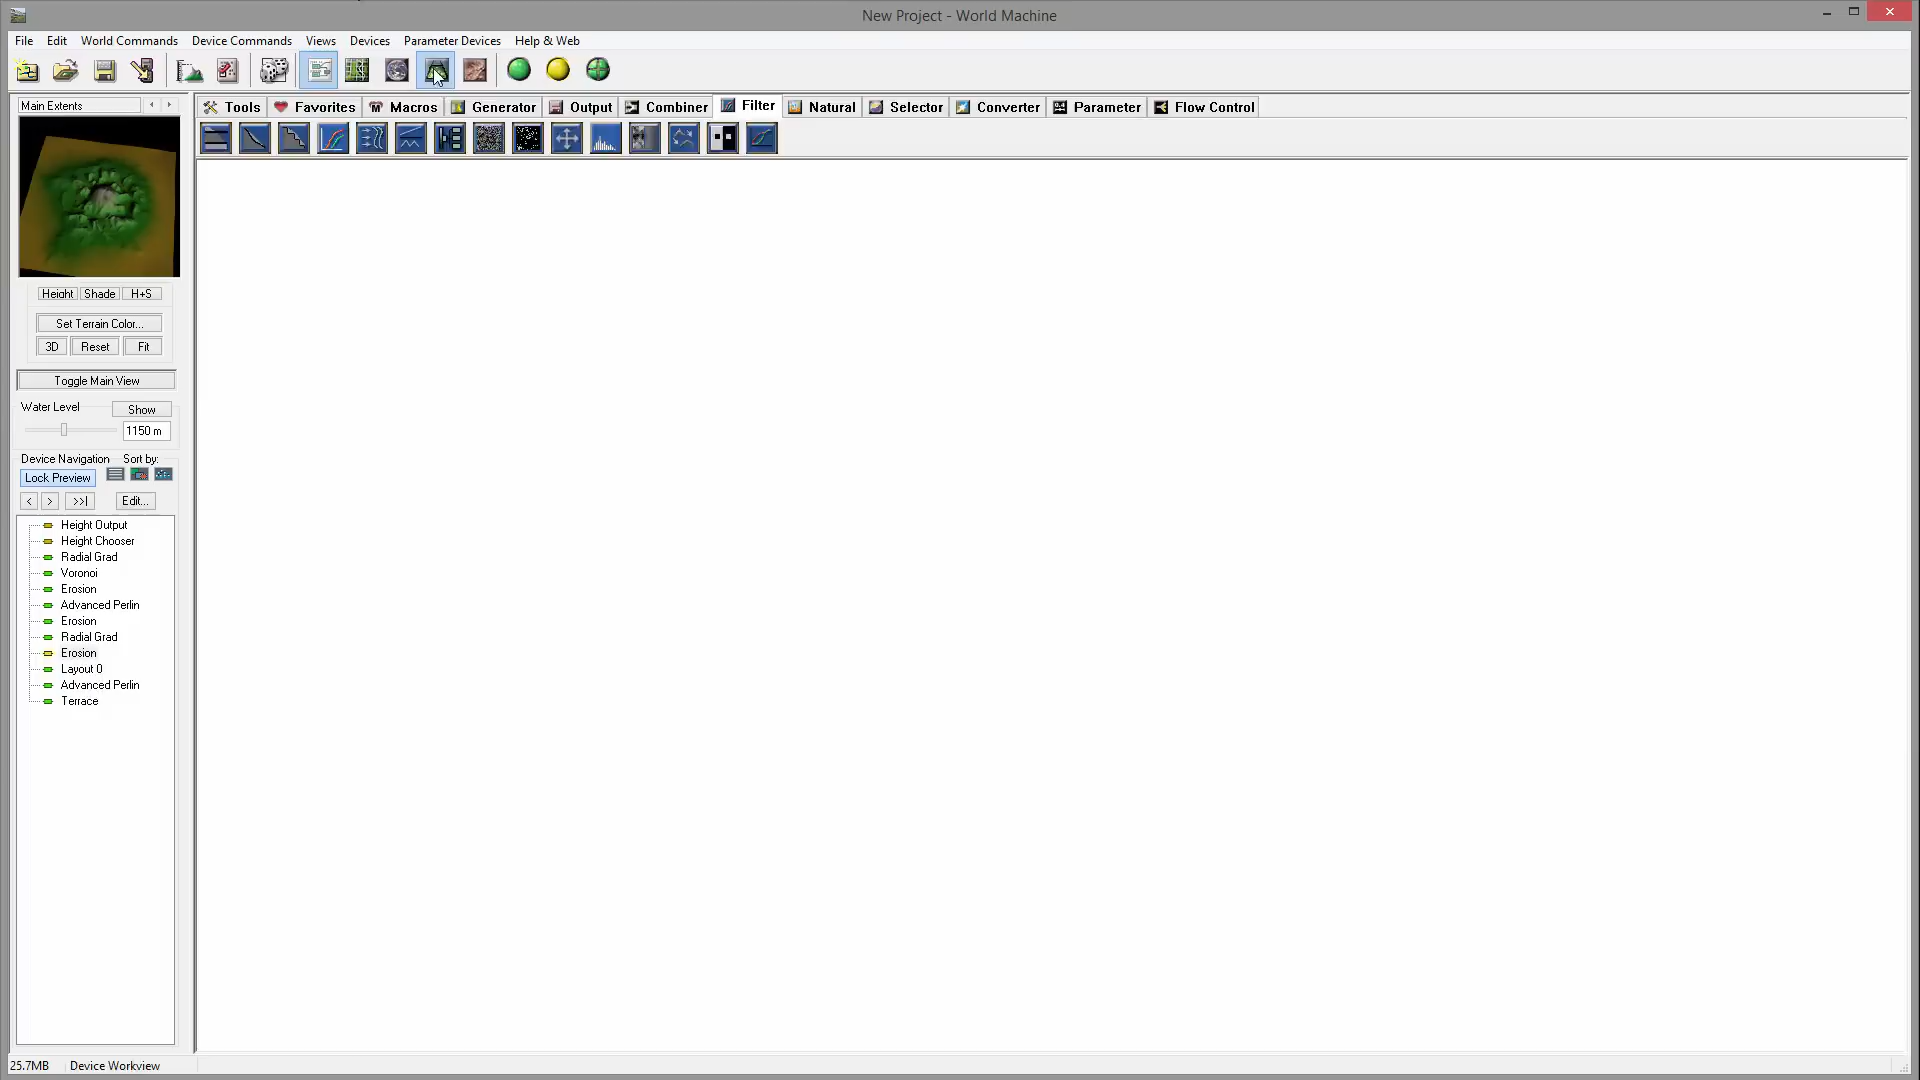 New Project - World Machine
File Edit World Commands Device Commands Views Devices Parameter Devices Help & Web
Main Extents
Tools Favorites Macros Generator Output Combiner Filter Natural Selector Converter Parameter Flow Control
Height Shade H+S
Set Terrain Color...
3D Reset Fit
Toggle Main View
Water Level Show
1150 m
Device Navigation Sort by:
Lock Preview
< > >>| Edit...
Height Output
Height Chooser
Radial Grad
Voronoi
Erosion
Advanced Perlin
Erosion
Radial Grad
Erosion
Layout 0
Advanced Perlin
Terrace
25.7MB Device Workview